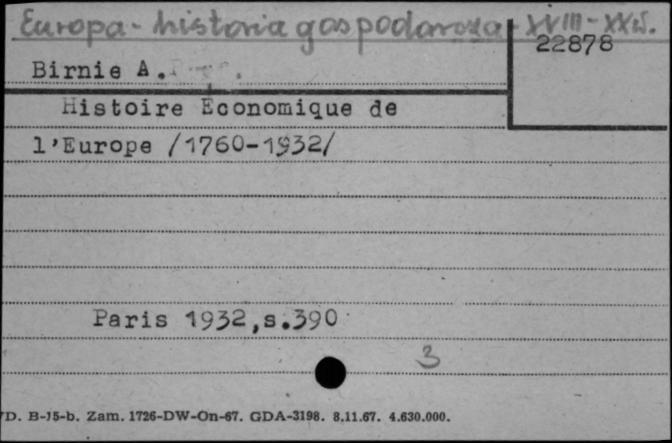 Europa - historia gospodarcza - XVIII - XXw.
22878
Birnie A.
Histoire Economique de
l'Europe /1760-1932/
Paris 1932,s.390
3
D. B-15-b. Zam. 1726-DW-On-67. GDA-3198. 8.11.67. 4.630.000.